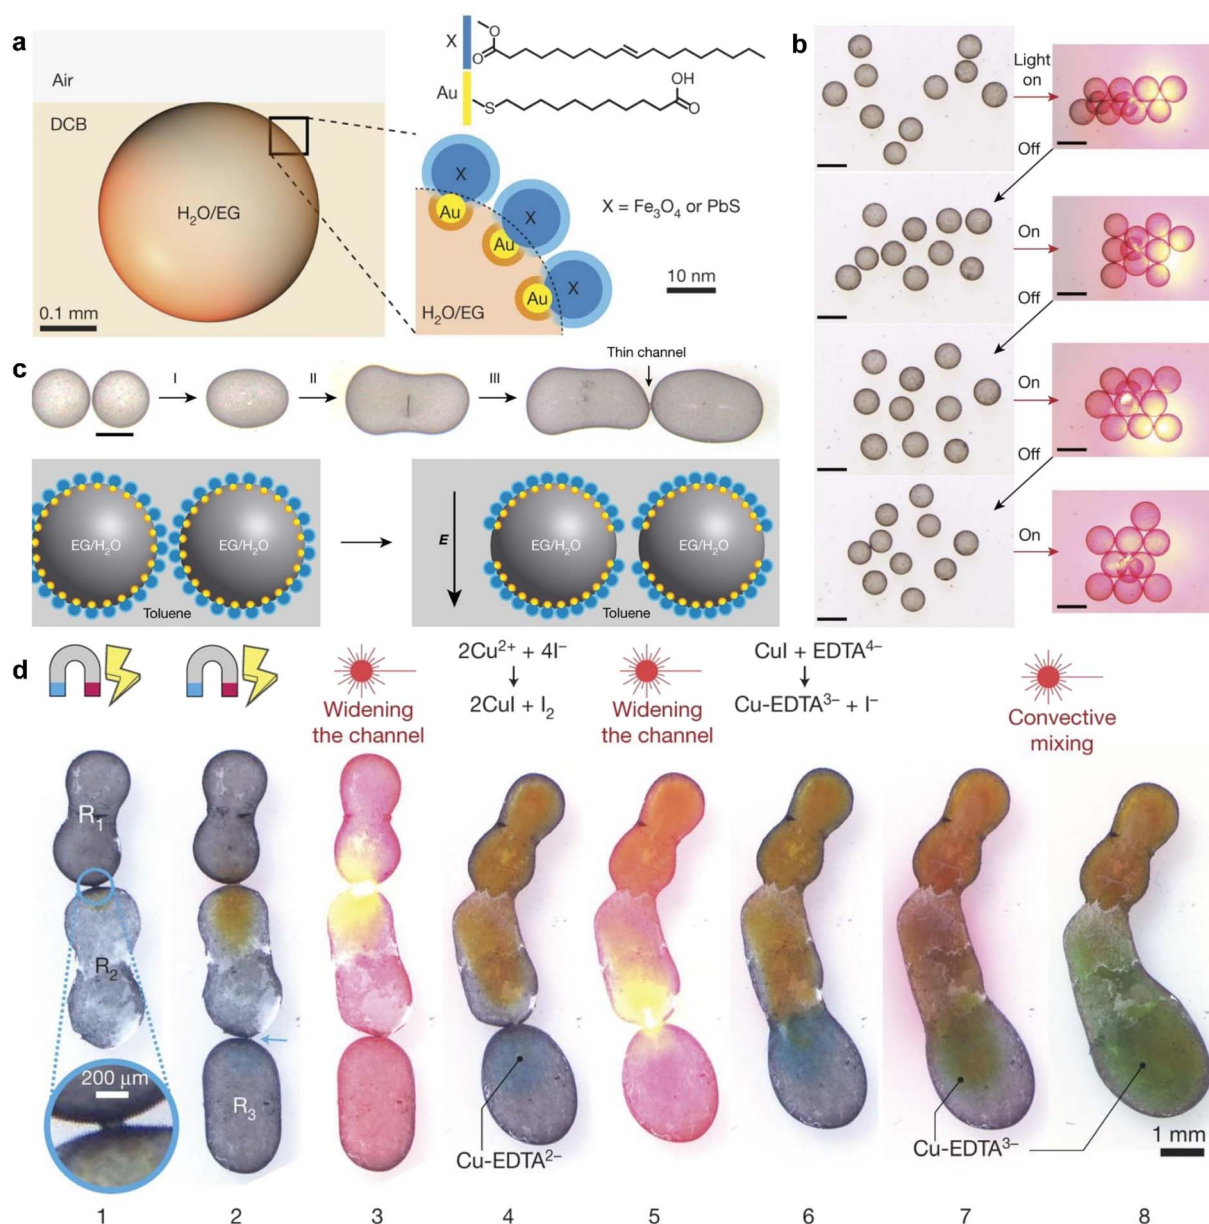 a
Air
DCB
H₂O/EG
0.1 mm
X
Au
O
O
S
OH
O
X
Au
X
Au
X
Au
H₂O/EG
X = Fe₃O₄ or PbS
10 nm
b
Light
on
Off
On
Off
On
Off
On
c
I
II
III
Thin channel
EG/H₂O
EG/H₂O
Toluene
E
EG/H₂O
EG/H₂O
Toluene
d
Widening
the channel
2Cu²⁺ + 4I⁻
2CuI + I₂
Widening
the channel
CuI + EDTA⁴⁻
Cu-EDTA³⁻ + I⁻
Convective
mixing
R₁
R₂
200 μm
R₃
Cu-EDTA²⁻
Cu-EDTA³⁻
1 mm
1 2 3 4 5 6 7 8